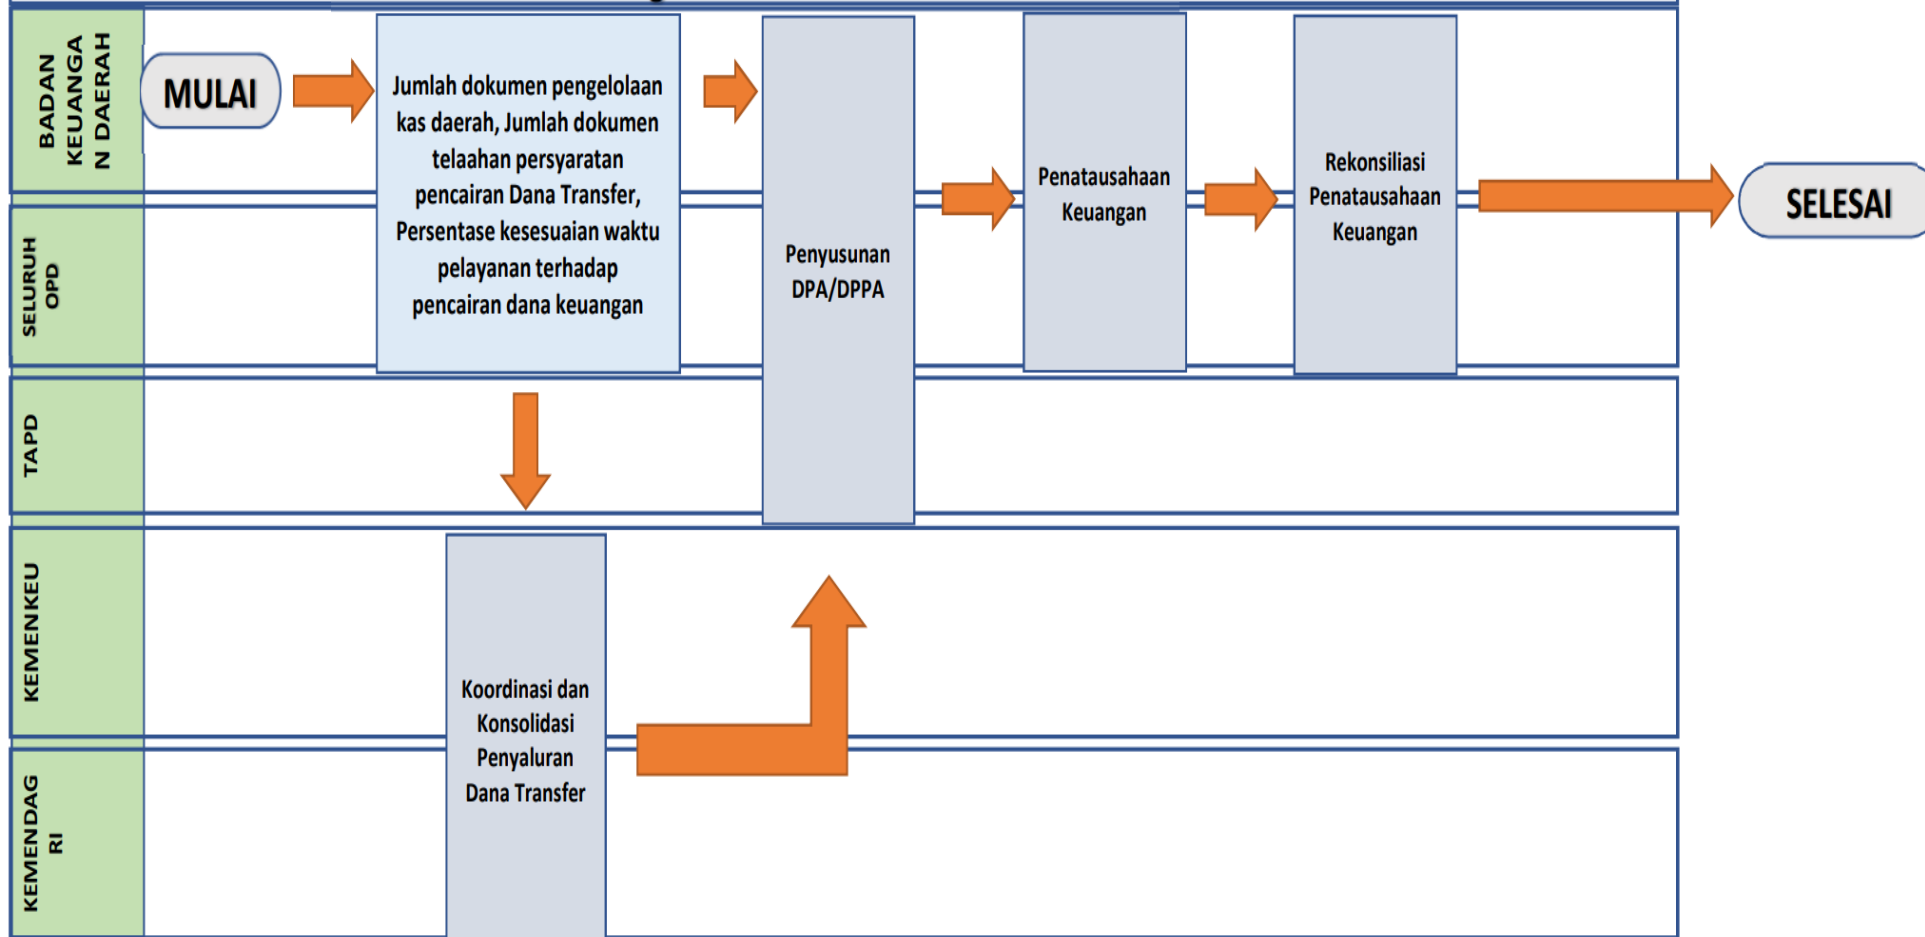 BADAN
KEUANGA
N DAERAH
MULAI
Jumlah dokumen pengelolaan
kas daerah, Jumlah dokumen
telaahan persyaratan
pencairan Dana Transfer,
Persentase kesesuaian waktu
pelayanan terhadap
pencairan dana keuangan
Penyusunan
DPA/DPPA
Penatausahaan
Keuangan
Rekonsiliasi
Penatausahaan
Keuangan
SELESAI
SELURUH
OPD
TAPD
KEMENKEU
Koordinasi dan
Konsolidasi
Penyaluran
Dana Transfer
KEMENDAG
RI